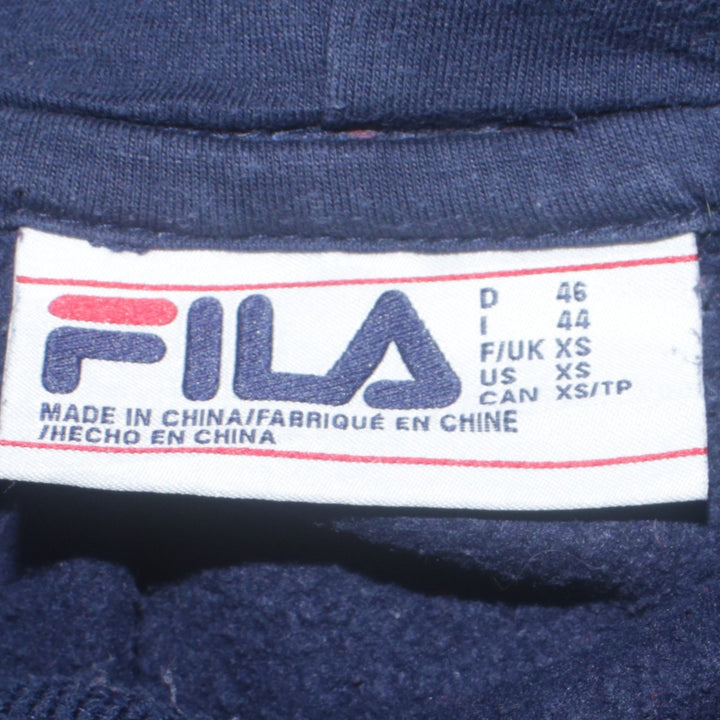 FILA
D 46
I 44
F/UK XS
US XS
CAN XS/TP
MADE IN CHINA/FABRIQUÉ EN CHINE
/HECHO EN CHINA